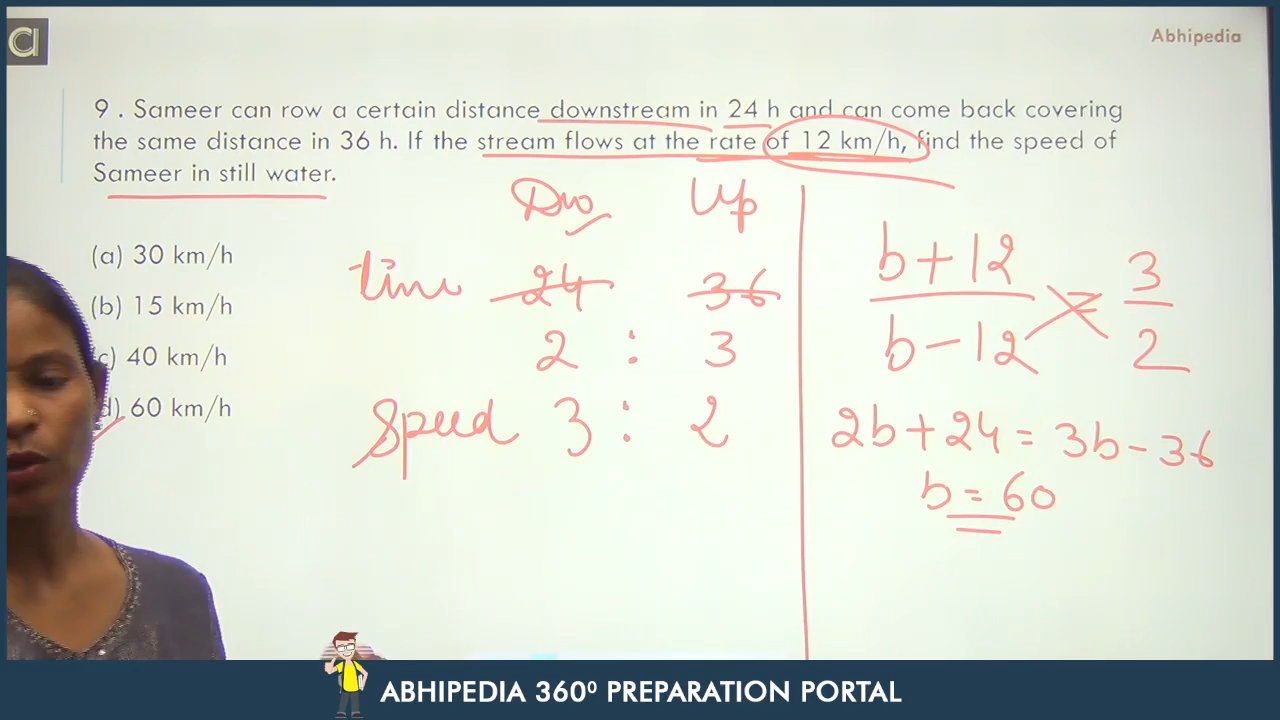 a
Abhipedia
9 . Sameer can row a certain distance downstream in 24 h and can come back covering
the same distance in 36 h. If the stream flows at the rate of 12 km/h, find the speed of
Sameer in still water.
(a) 30 km/h
(b) 15 km/h
c) 40 km/h
d) 60 km/h
Up
time 24 36
2 : 3
Speed 3 : 2
b + 12
b - 12
= 3
2
2b + 24 = 3b - 36
b = 60
ABHIPEDIA 360⁰ PREPARATION PORTAL